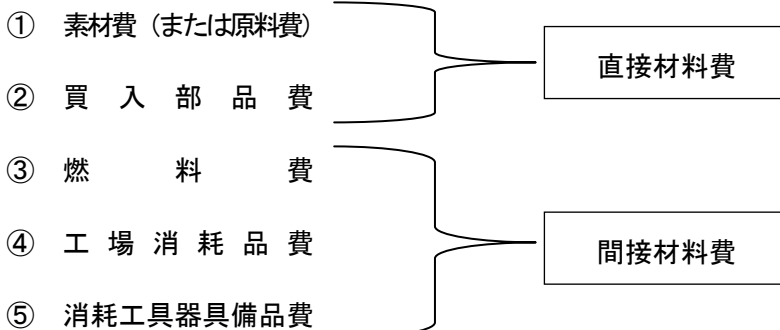 ① 素材費（または原料費）
② 買入部品費
③ 燃料費
④ 工場消耗品費
⑤ 消耗工具器具備品費
直接材料費
間接材料費